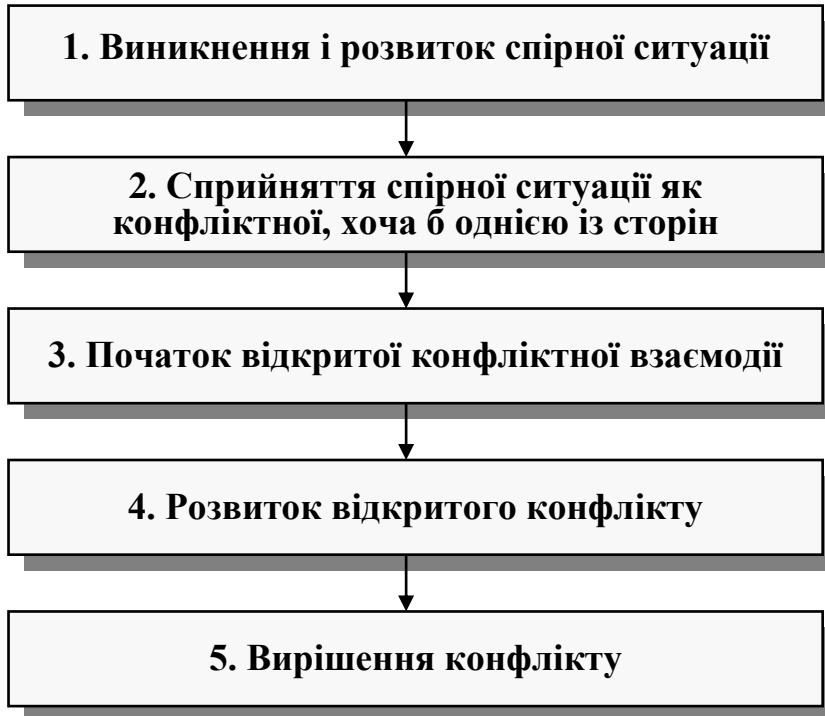 1. Виникнення і розвиток спірної ситуації
2. Сприйняття спірної ситуації як
конфліктної, хоча б однією із сторін
3. Початок відкритої конфліктної взаємодії
4. Розвиток відкритого конфлікту
5. Вирішення конфлікту